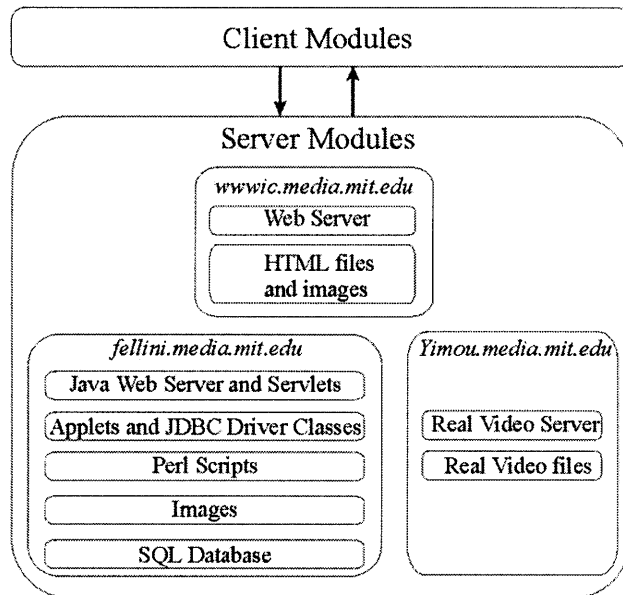 Client Modules
Server Modules
wwwic.media.mit.edu
Web Server
HTML files
and images
fellini.media.mit.edu
Java Web Server and Servlets
Applets and JDBC Driver Classes
Perl Scripts
Images
SQL Database
Yimou.media.mit.edu
Real Video Server
Real Video files